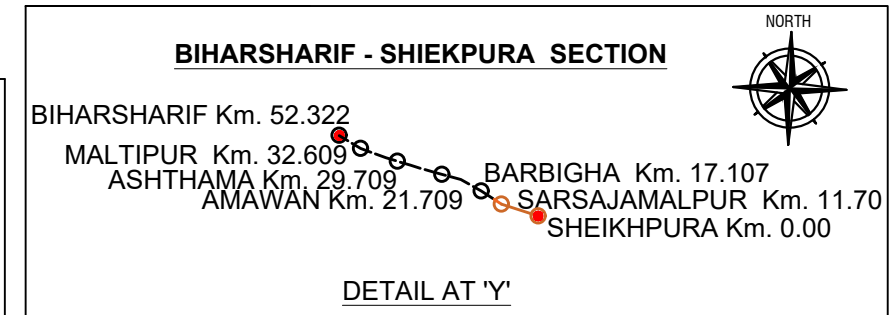 NORTH
BIHARSHARIF - SHIEKPURA SECTION
BIHARSHARIF Km. 52.322
MALTIPUR Km. 32.609
ASHTHAMA Km. 29.709
BARBIGHA Km. 17.107
AMAWAN Km. 21.709
SARSAJAMALPUR Km. 11.70
SHEIKHPURA Km. 0.00
DETAIL AT 'Y'